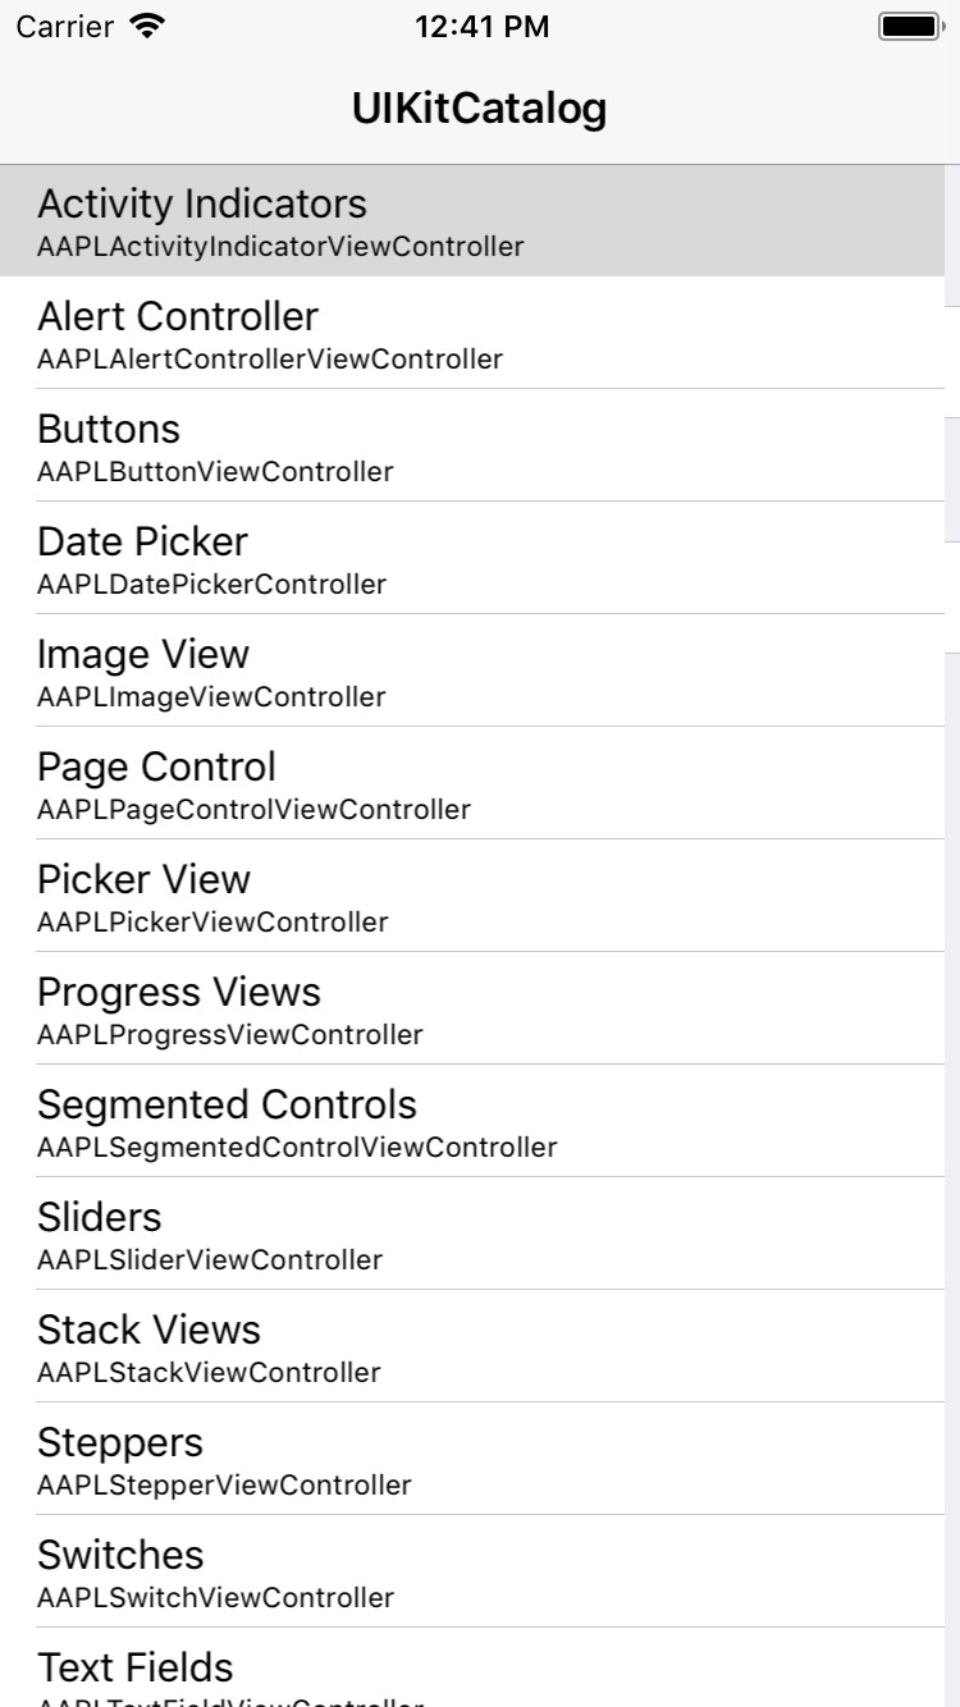 Carrier 12:41 PM
UIKitCatalog
Activity Indicators
AAPLActivityIndicatorViewController
Alert Controller
AAPLAlertControllerViewController
Buttons
AAPLButtonViewController
Date Picker
AAPLDatePickerController
Image View
AAPLImageViewController
Page Control
AAPLPageControlViewController
Picker View
AAPLPickerViewController
Progress Views
AAPLProgressViewController
Segmented Controls
AAPLSegmentedControlViewController
Sliders
AAPLSliderViewController
Stack Views
AAPLStackViewController
Steppers
AAPLStepperViewController
Switches
AAPLSwitchViewController
Text Fields
AAPLTextFieldViewController